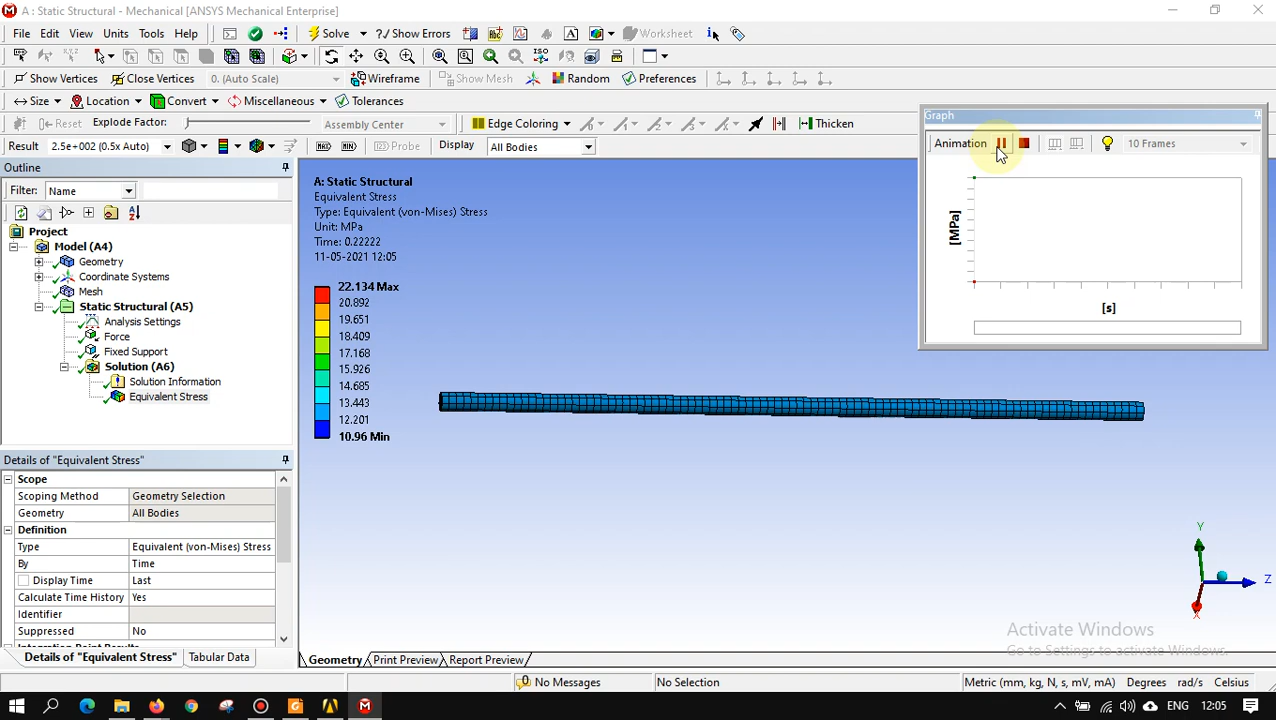 A : Static Structural - Mechanical [ANSYS Mechanical Enterprise]
File Edit View Units Tools Help Solve ?/ Show Errors Worksheet
Show Vertices Close Vertices 0. (Auto Scale) Wireframe Show Mesh Random Preferences
Size Location Convert Miscellaneous Tolerances
Reset Explode Factor: Assembly Center Edge Coloring Thicken
Result 2.5e+002 (0.5x Auto) Probe Display All Bodies
Outline
Filter: Name
Project
Model (A4)
Geometry
Coordinate Systems
Mesh
Static Structural (A5)
Analysis Settings
Force
Fixed Support
Solution (A6)
Solution Information
Equivalent Stress
Details of "Equivalent Stress"
Scope
Scoping Method Geometry Selection
Geometry All Bodies
Definition
Type Equivalent (von-Mises) Stress
By Time
Display Time Last
Calculate Time History Yes
Identifier
Suppressed No
Integration Point Results
Details of "Equivalent Stress" Tabular Data
A: Static Structural
Equivalent Stress
Type: Equivalent (von-Mises) Stress
Unit: MPa
Time: 0.22222
11-05-2021 12:05
22.134 Max
20.892
19.651
18.409
17.168
15.926
14.685
13.443
12.201
10.96 Min
Graph
Animation 10 Frames
[MPa]
[s]
Y
Z
X
Activate Windows
Go to Settings to activate Windows.
Geometry Print Preview Report Preview
0 No Messages No Selection Metric (mm, kg, N, s, mV, mA) Degrees rad/s Celsius
ENG 12:05